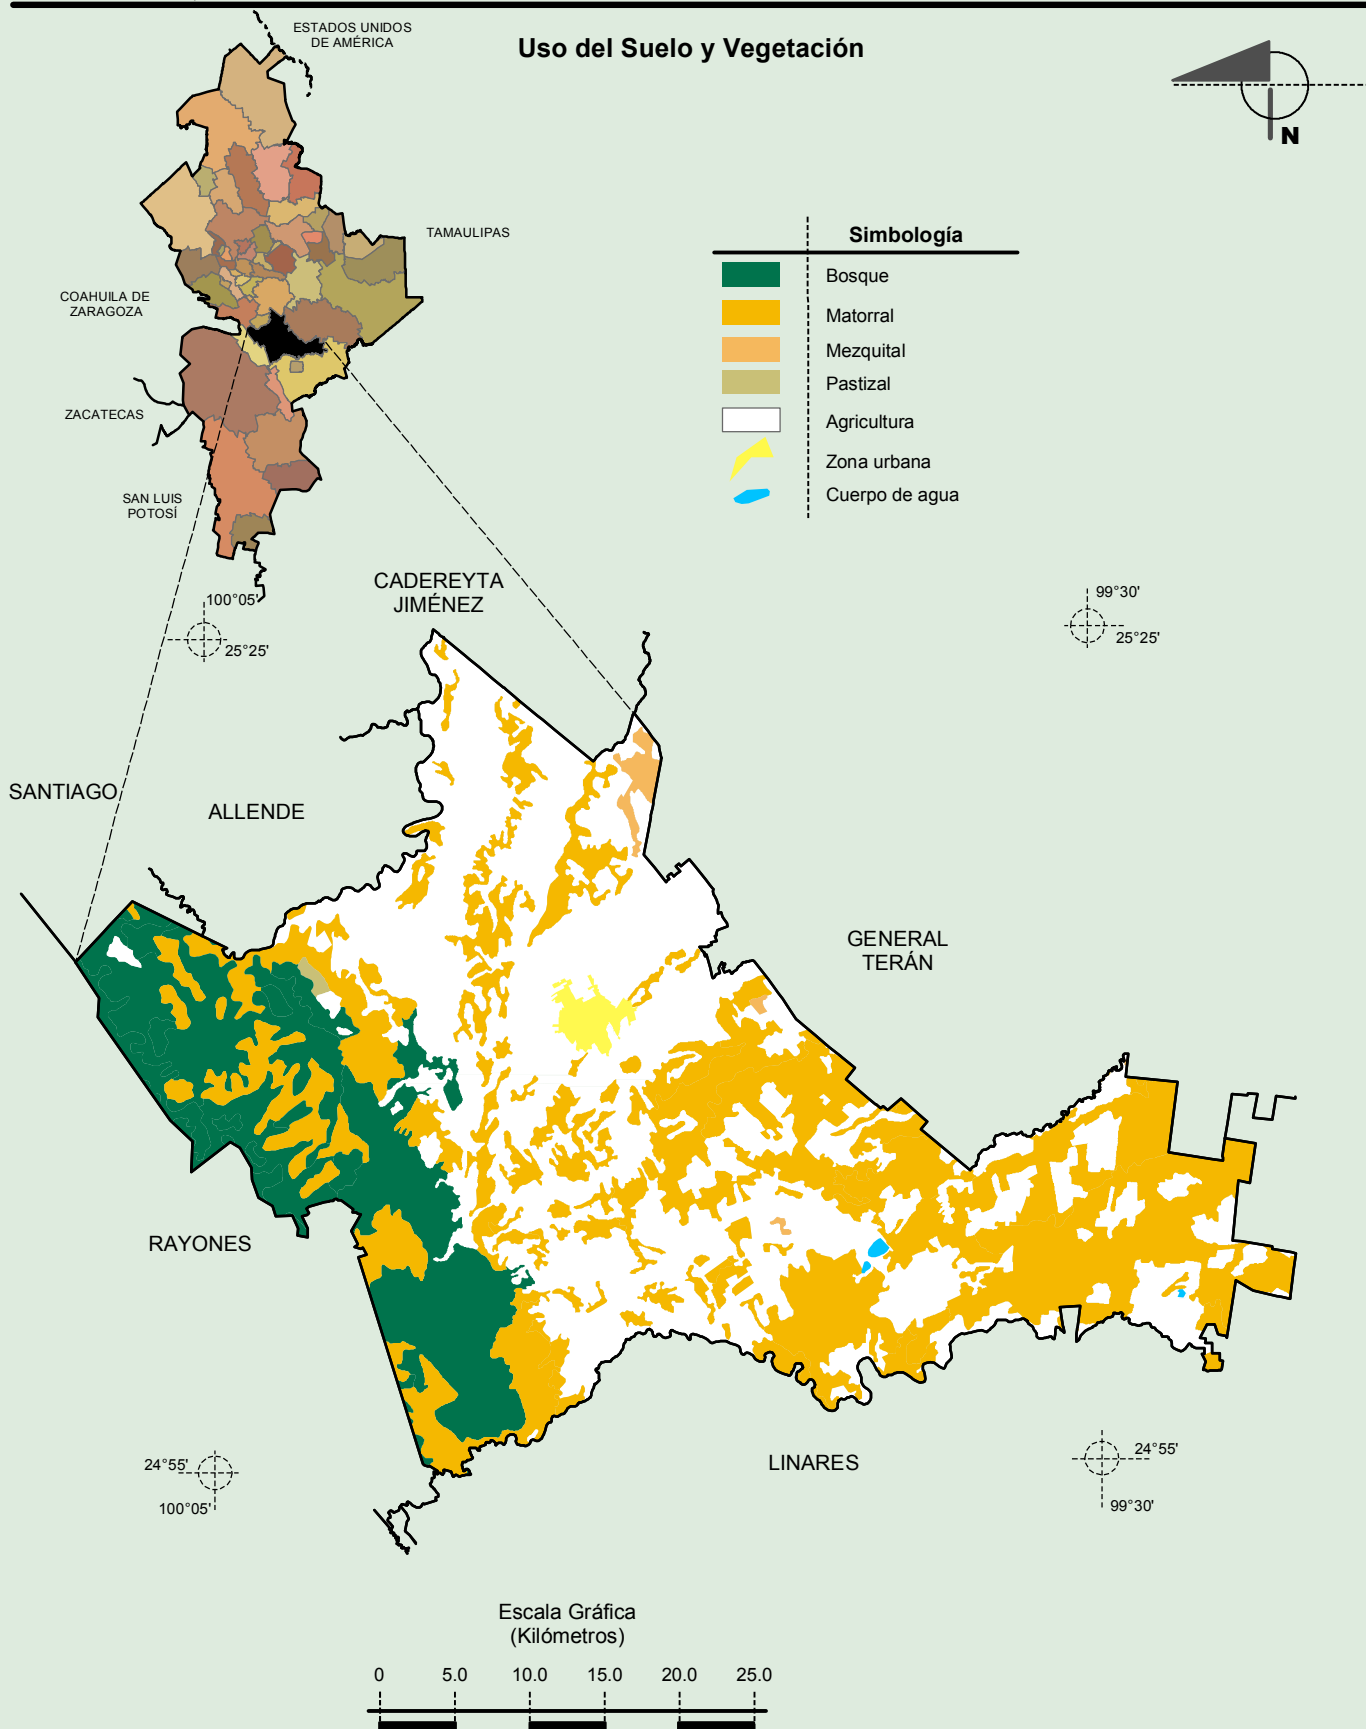 ESTADOS UNIDOS
DE AMÉRICA
Uso del Suelo y Vegetación
N
TAMAULIPAS
COAHUILA DE
ZARAGOZA
ZACATECAS
SAN LUIS
POTOSÍ
Simbología
Bosque
Matorral
Mezquital
Pastizal
Agricultura
Zona urbana
Cuerpo de agua
CADEREYTA
JIMÉNEZ
100°05'
25°25'
99°30'
25°25'
SANTIAGO
ALLENDE
GENERAL
TERÁN
RAYONES
LINARES
24°55'
100°05'
24°55'
99°30'
Escala Gráfica
(Kilómetros)
0 5.0 10.0 15.0 20.0 25.0